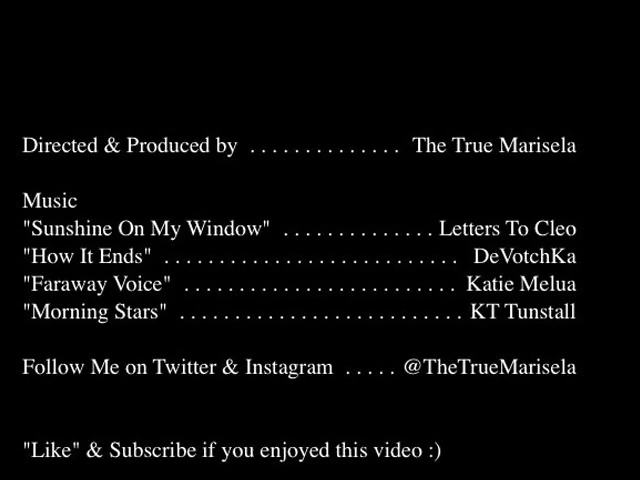 Directed & Produced by .............. The True Marisela
Music
"Sunshine On My Window" .............. Letters To Cleo
"How It Ends" ........................... DeVotchKa
"Faraway Voice" ......................... Katie Melua
"Morning Stars" .......................... KT Tunstall
Follow Me on Twitter & Instagram ..... @TheTrueMarisela
"Like" & Subscribe if you enjoyed this video :)